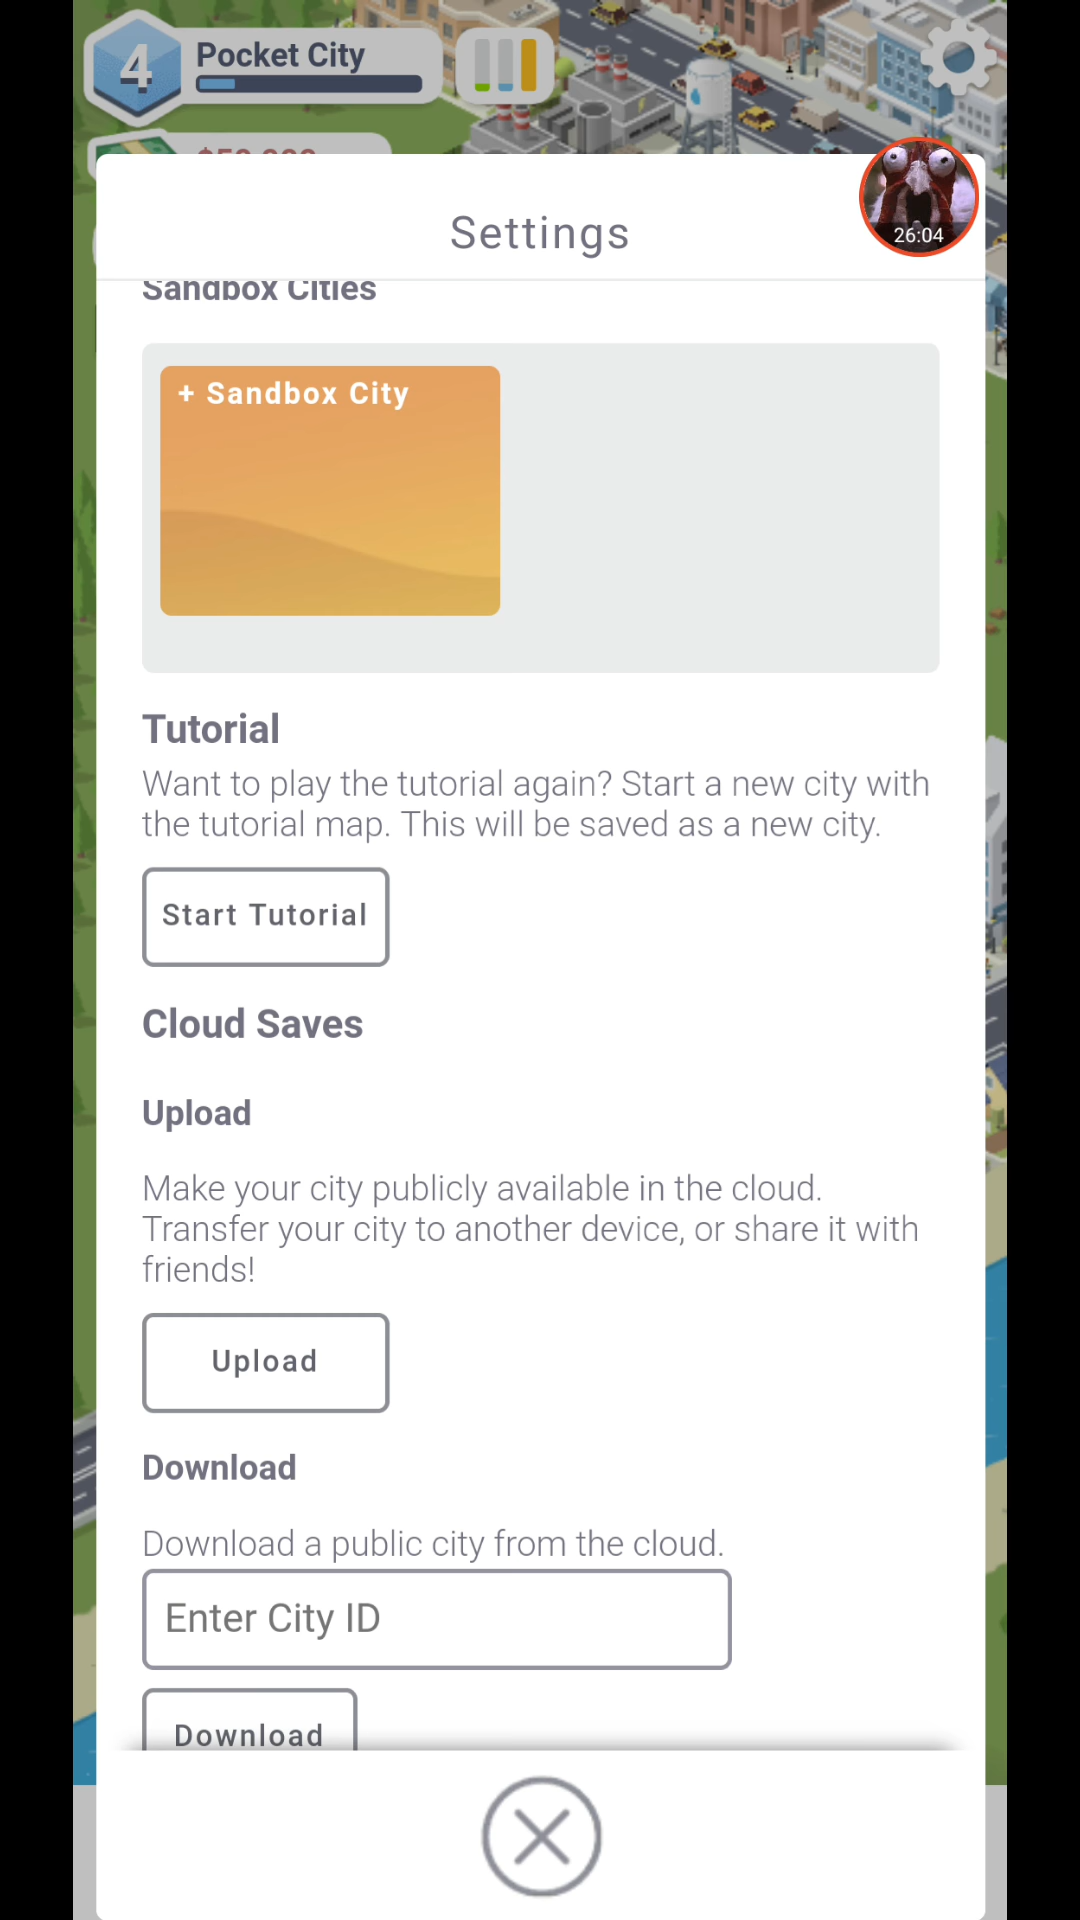 4
Pocket City
26:04
Settings
Sandbox Cities
+ Sandbox City
Tutorial
Want to play the tutorial again? Start a new city with
the tutorial map. This will be saved as a new city.
Start Tutorial
Cloud Saves
Upload
Make your city publicly available in the cloud.
Transfer your city to another device, or share it with
friends!
Upload
Download
Download a public city from the cloud.
Enter City ID
Download